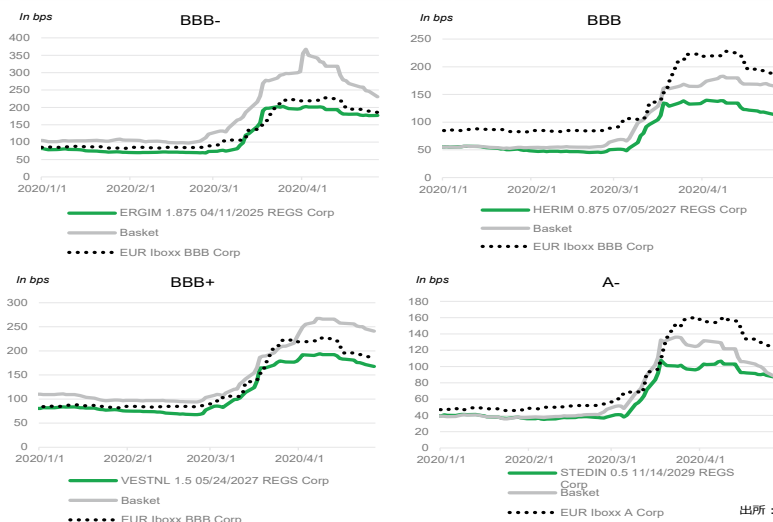 In bps
BBB-
400
350
300
250
200
150
100
50
0
2020/1/1
2020/2/1
2020/3/1
2020/4/1
ERGIM 1.875 04/11/2025 REGS Corp
Basket
EUR Iboxx BBB Corp
In bps
BBB
250
200
150
100
50
0
2020/1/1
2020/2/1
2020/3/1
2020/4/1
HERIM 0.875 07/05/2027 REGS Corp
Basket
EUR Iboxx BBB Corp
In bps
BBB+
300
250
200
150
100
50
0
2020/1/1
2020/2/1
2020/3/1
2020/4/1
VESTNL 1.5 05/24/2027 REGS Corp
Basket
EUR Iboxx BBB Corp
In bps
A-
180
160
140
120
100
80
60
40
20
0
2020/1/1
2020/2/1
2020/3/1
2020/4/1
STEDIN 0.5 11/14/2029 REGS
Corp
Basket
EUR Iboxx A Corp
出所：